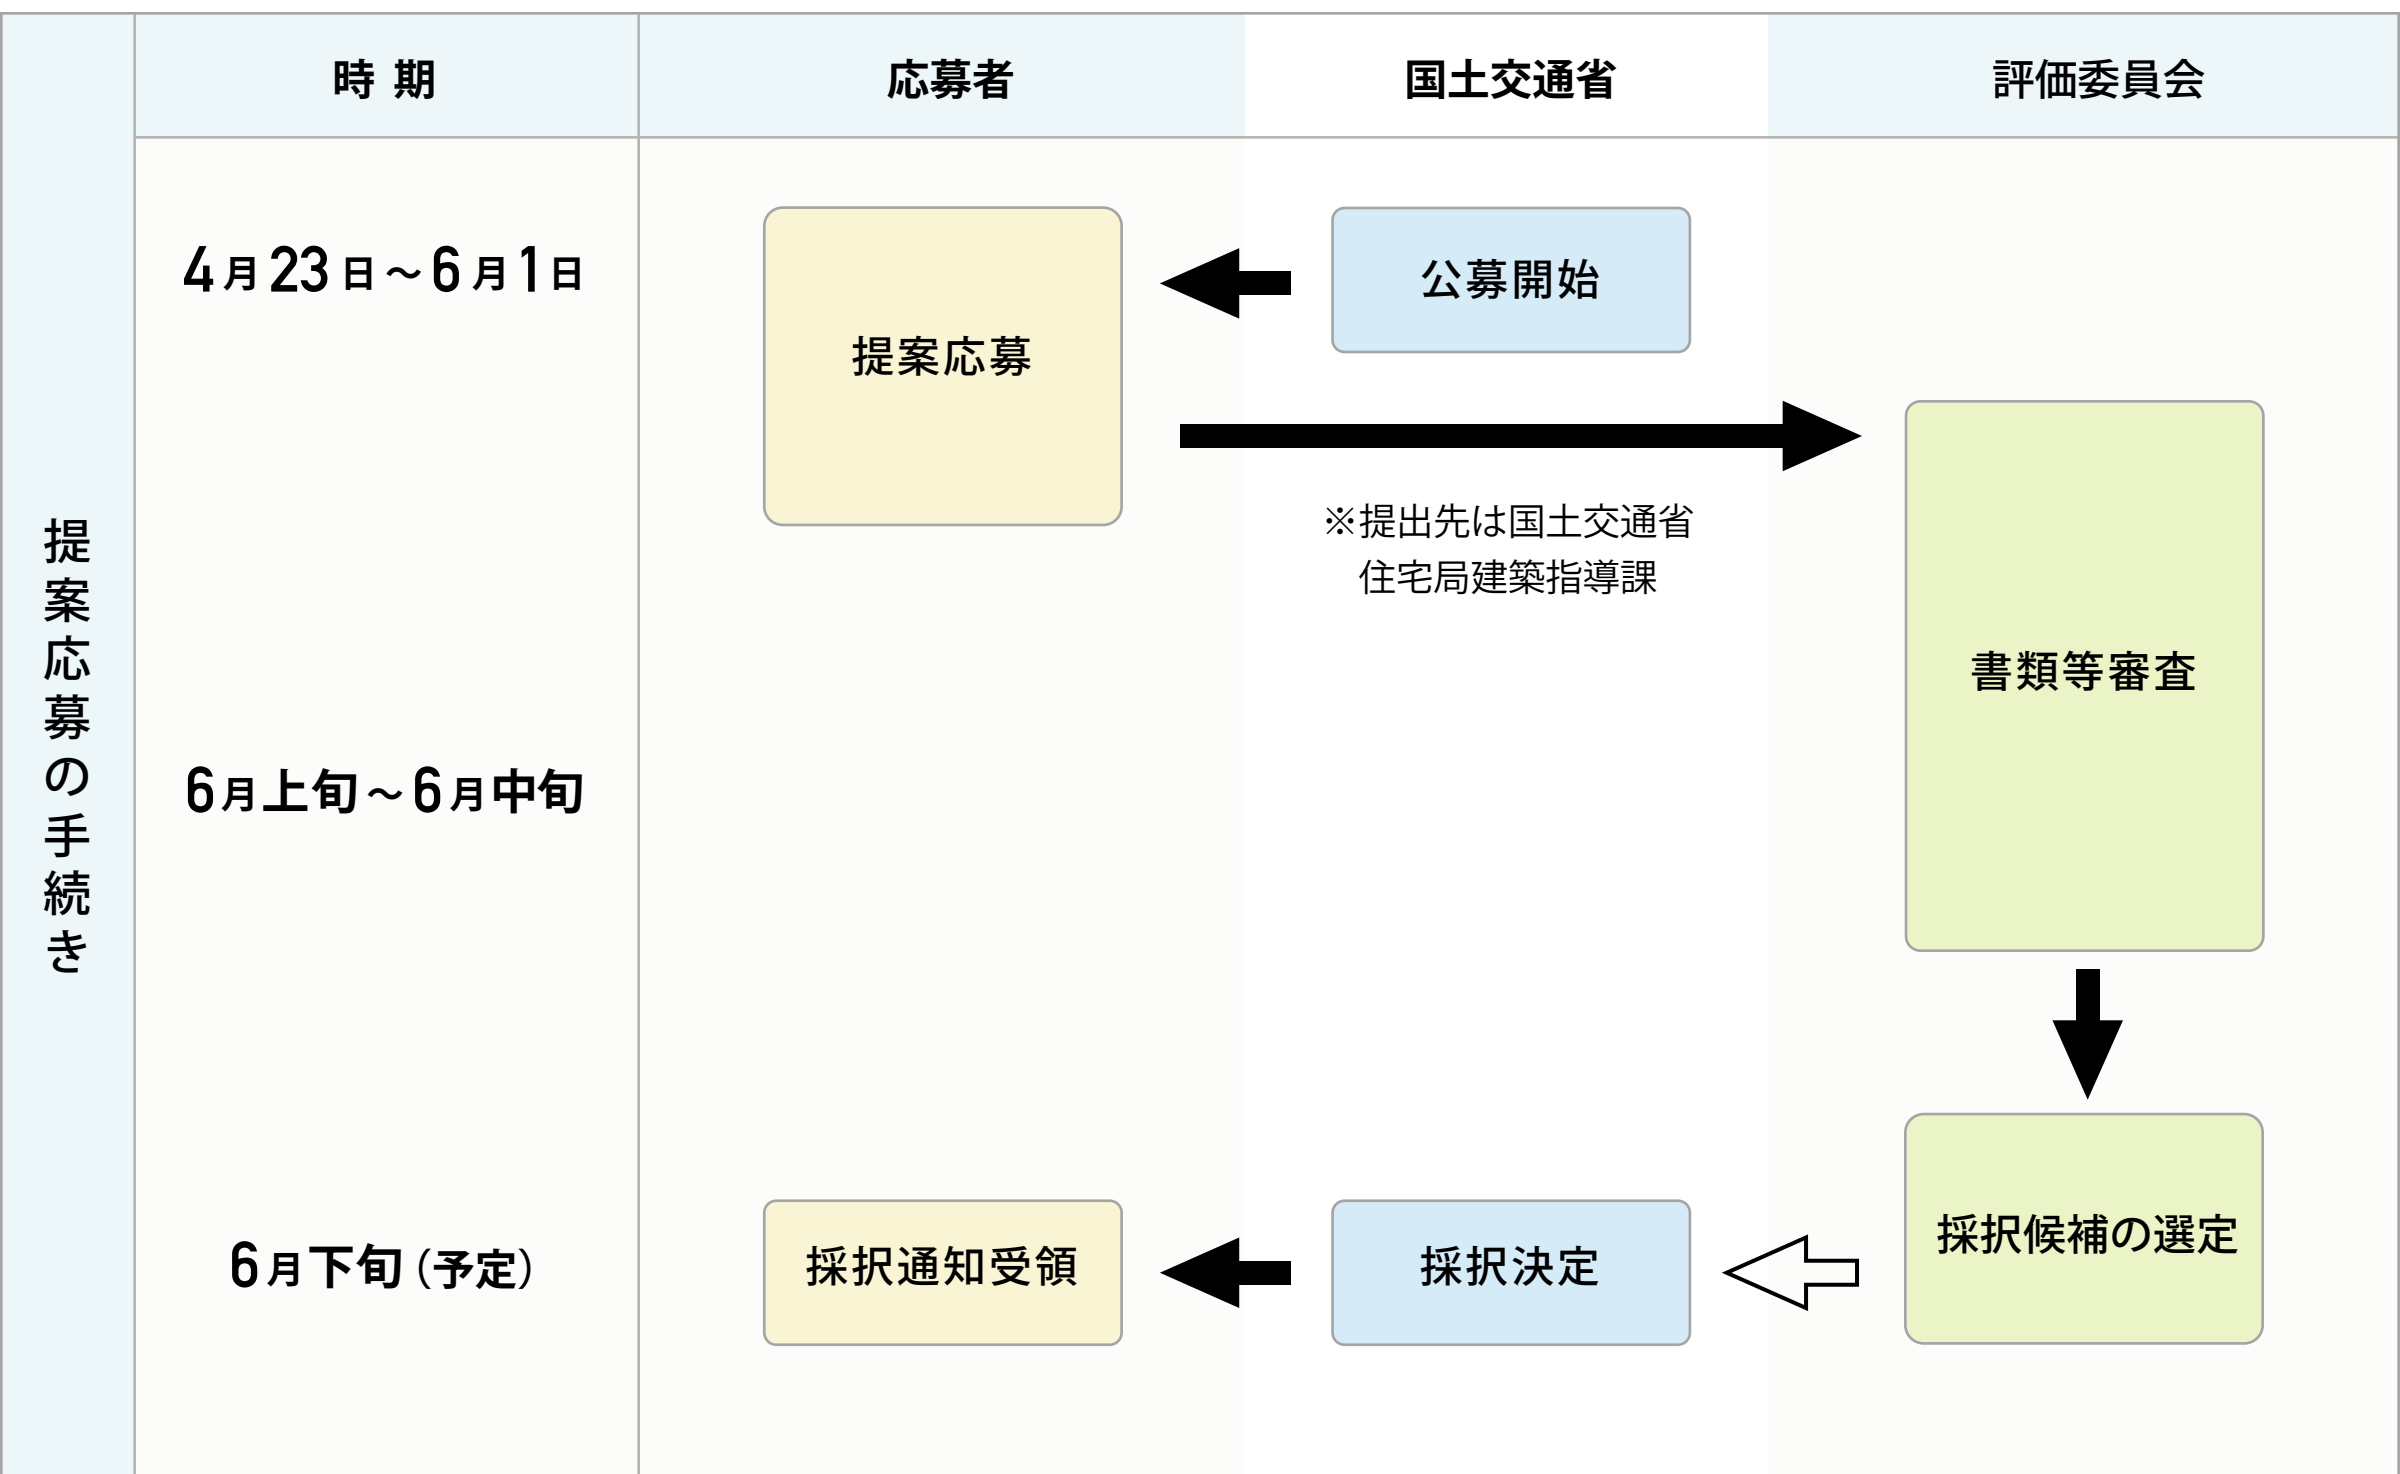 時 期
応募者
国土交通省
評価委員会
提案応募の手続き
4月23日～6月1日
提案応募
公募開始
※提出先は国土交通省
住宅局建築指導課
書類等審査
6月上旬～6月中旬
6月下旬（予定）
採択通知受領
採択決定
採択候補の選定